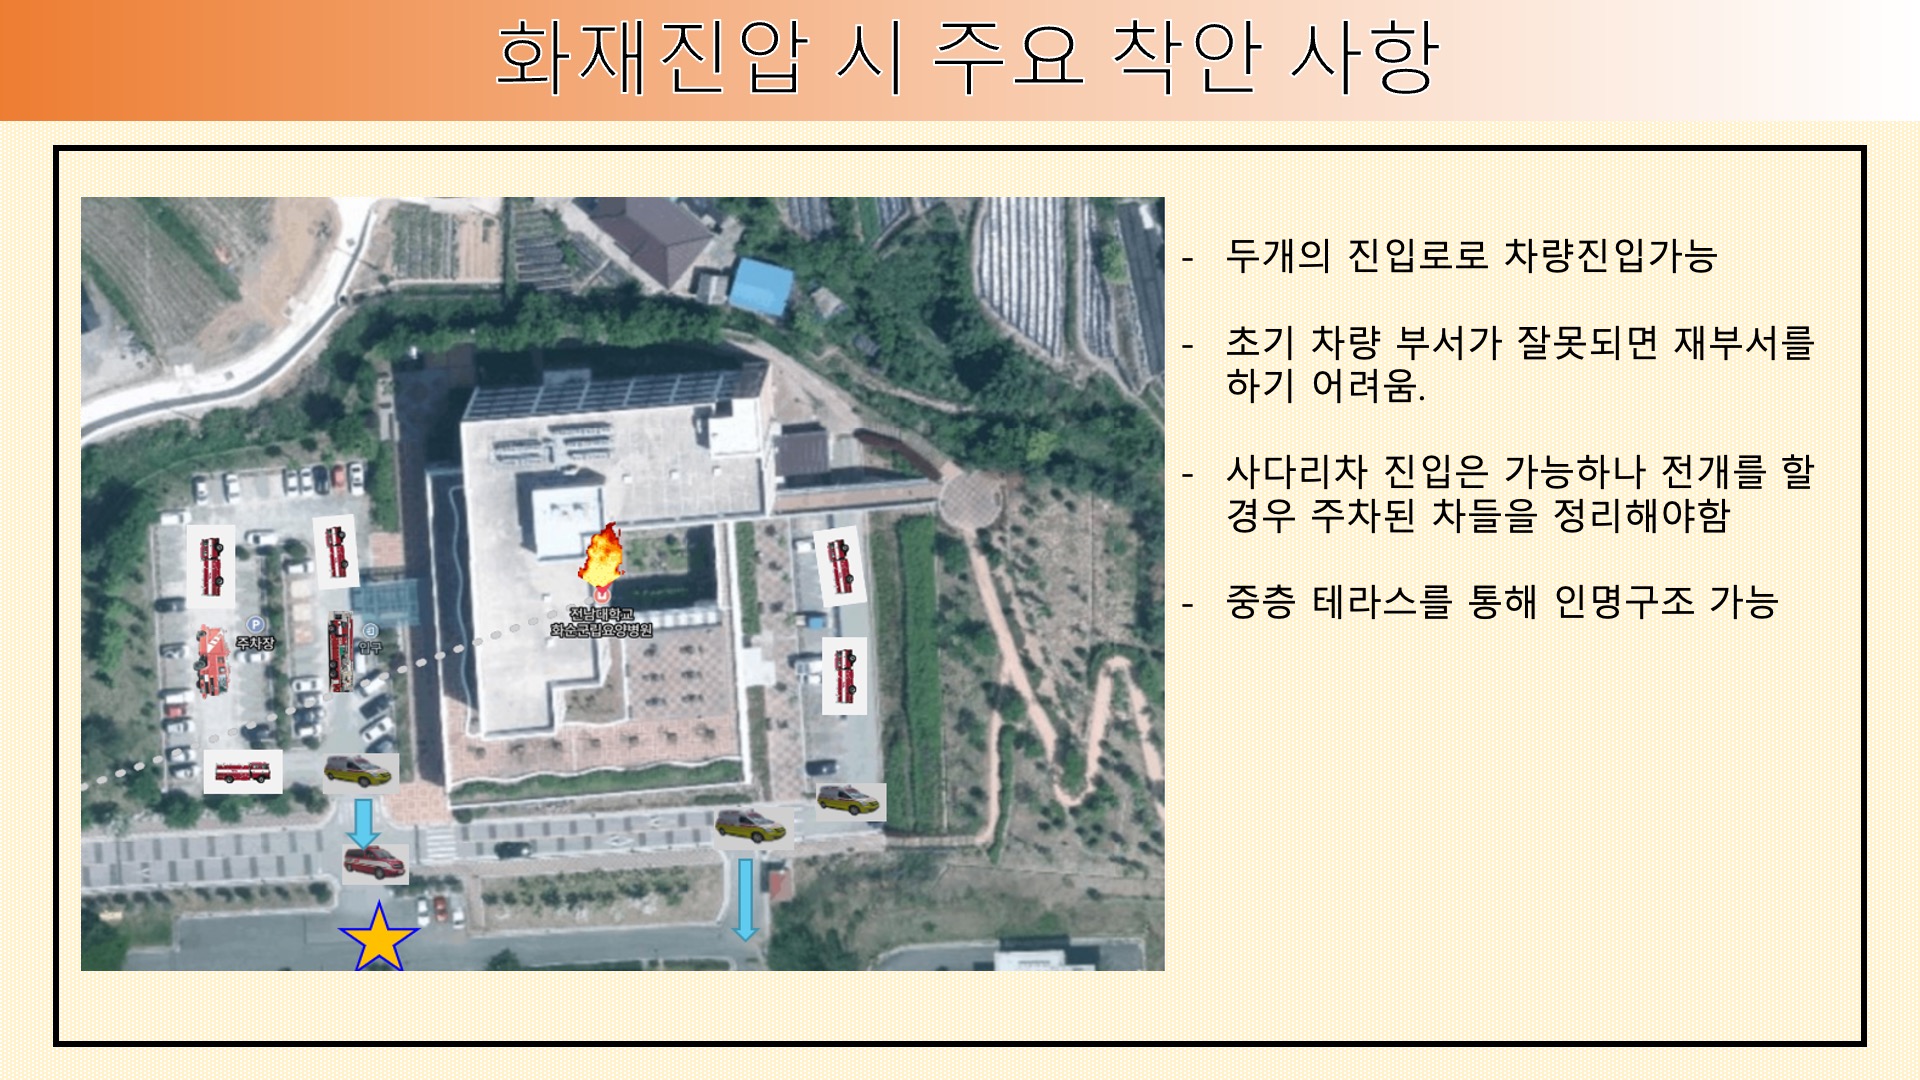 화재진압 시 주요 착안 사항
- 두개의 진입로로 차량진입가능
- 초기 차량 부서가 잘못되면 재부서를
하기 어려움.
- 사다리차 진입은 가능하나 전개를 할
경우 주차된 차들을 정리해야함
- 중층 테라스를 통해 인명구조 가능
전남대학교
화순군립요양병원
P
주차장
입구